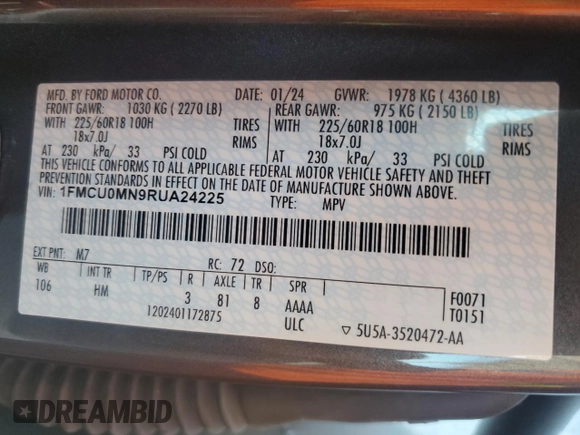 MFD. BY FORD MOTOR CO. DATE: 01/24 GVWR: 1978 KG ( 4360 LB)
FRONT GAWR: 1030 KG ( 2270 LB) REAR GAWR: 975 KG ( 2150 LB)
WITH 225/60R18 100H TIRES WITH 225/60R18 100H TIRES
18x7.0J RIMS 18x7.0J RIMS
AT 230 kPa/ 33 PSI COLD AT 230 kPa/ 33 PSI COLD
THIS VEHICLE CONFORMS TO ALL APPLICABLE FEDERAL MOTOR VEHICLE SAFETY AND THEFT
PREVENTION STANDARDS IN EFFECT ON THE DATE OF MANUFACTURE SHOWN ABOVE.
VIN: 1FMCU0MN9RUA24225 TYPE: MPV
EXT PNT: M7 RC: 72 DSO:
WB INT TR TP/PS R AXLE TR SPR
106 HM 3 81 8 AAAA F0071
1202401172875 ULC T0151
▽ 5U5A-3520472-AA
DREAMBID